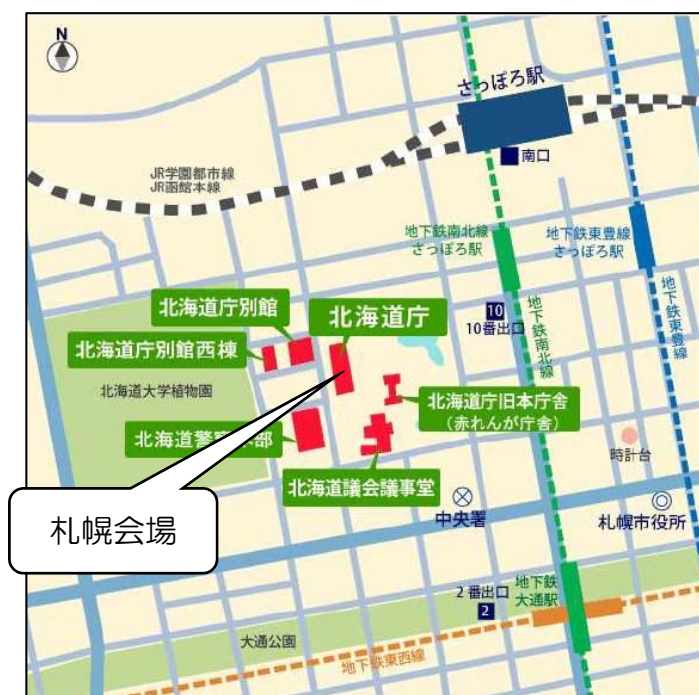 N
さっぽろ駅
南口
JR学園都市線
JR函館本線
地下鉄南北線
さっぽろ駅
地下鉄東豊線
さっぽろ駅
地下鉄東豊線
10
10番出口
地下鉄南北線
北海道庁別館
北海道庁
北海道庁別館西棟
北海道大学植物園
北海道庁旧本庁舎
(赤れんが庁舎)
北海道警察本部
北海道議会議事堂
時計台
札幌会場
中央署
札幌市役所
2番出口
2
地下鉄
大通駅
大通公園
地下鉄東西線